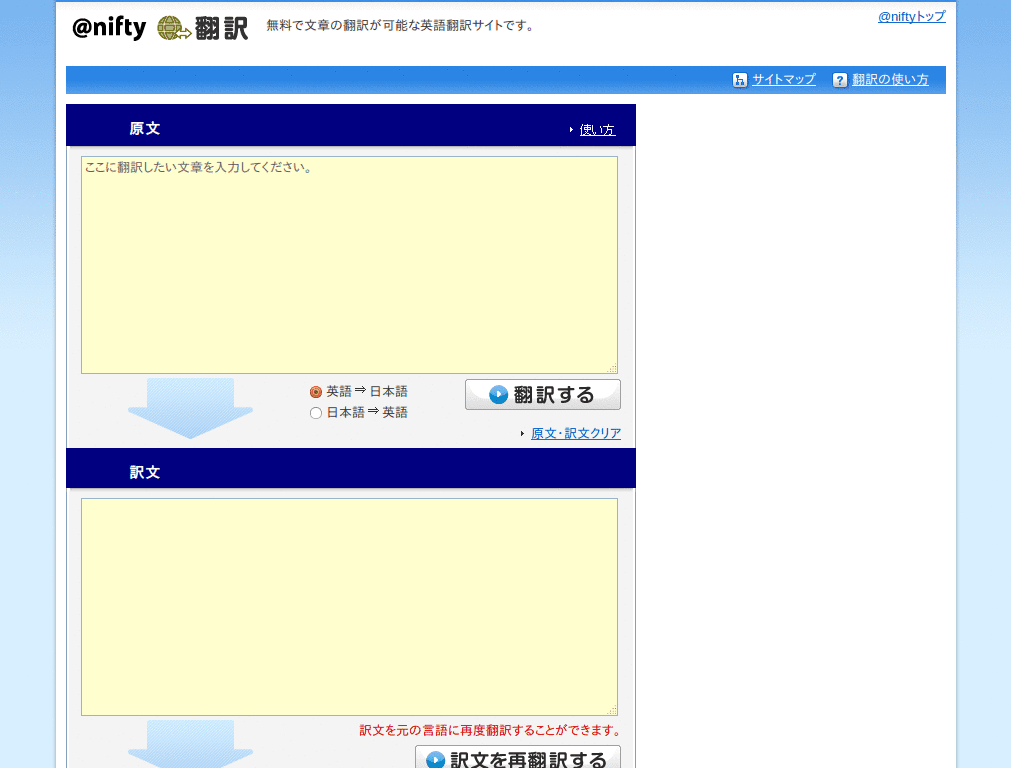 @nifty 翻訳 無料で文章の翻訳が可能な英語翻訳サイトです。
@niftyトップ
サイトマップ ? 翻訳の使い方
原文 使い方
ここに翻訳したい文章を入力してください。
英語⇒日本語 翻訳する
日本語⇒英語
原文・訳文クリア
訳文
訳文を元の言語に再度翻訳することができます。
訳文を再翻訳する